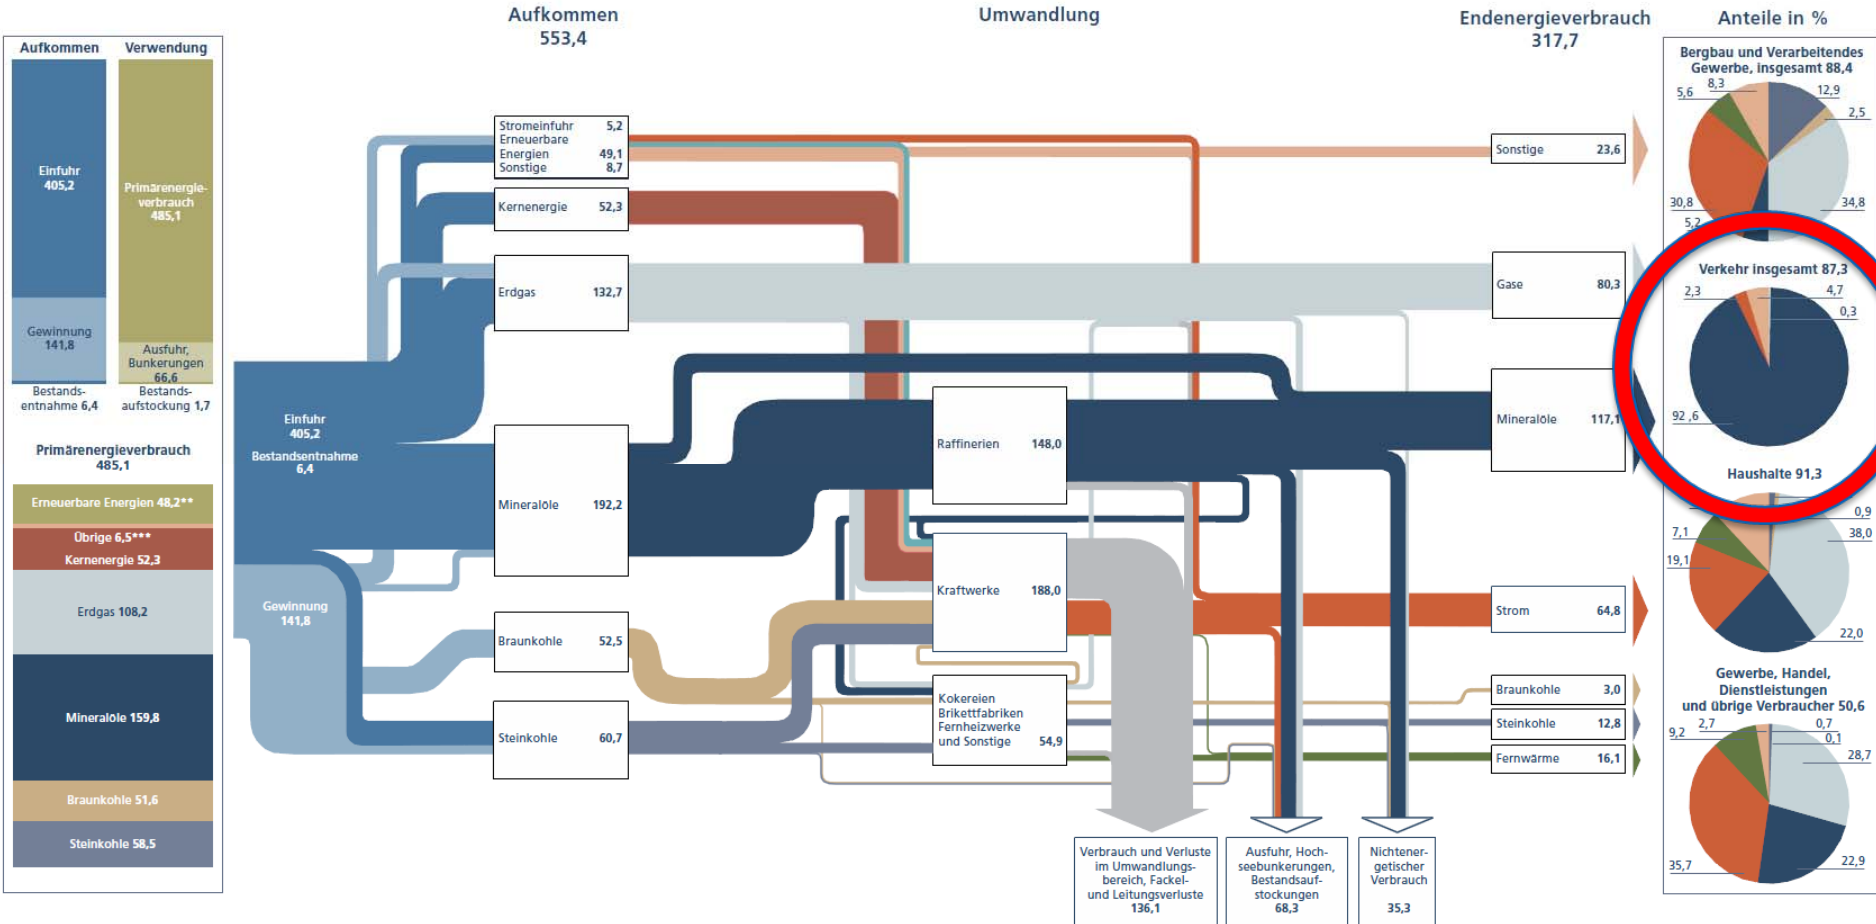 Aufkommen
553,4
Umwandlung
Endenergieverbrauch
317,7
Anteile in %
Aufkommen
Verwendung
Einfuhr
405,2
Gewinnung
141,8
Bestands-
entnahme 6,4
Primärenergie-
verbrauch
485,1
Ausfuhr,
Bunkerungen
66,6
Bestands-
aufstockung 1,7
Primärenergieverbrauch
485,1
Erneuerbare Energien 48,2**
Übrige 6,5***
Kernenergie 52,3
Erdgas 108,2
Mineralöle 159,8
Braunkohle 51,6
Steinkohle 58,5
Einfuhr
405,2
Bestandsentnahme
6,4
Gewinnung
141,8
Stromeinfuhr 5,2
Erneuerbare
Energien 49,1
Sonstige 8,7
Kernenergie 52,3
Erdgas 132,7
Mineralöle 192,2
Braunkohle 52,5
Steinkohle 60,7
Raffinerien 148,0
Kraftwerke 188,0
Kokereien
Brikettfabriken
Fernheizwerke
und Sonstige 54,9
Verbrauch und Verluste
im Umwandlungs-
bereich, Fackel-
und Leitungsverluste
136,1
Ausfuhr, Hoch-
seebunkerungen,
Bestandsauf-
stockungen
68,3
Nichtener-
getischer
Verbrauch
35,3
Sonstige 23,6
Gase 80,3
Mineralöle 117,1
Strom 64,8
Braunkohle 3,0
Steinkohle 12,8
Fernwärme 16,1
Bergbau und Verarbeitendes
Gewerbe, insgesamt 88,4
8,3
5,6
12,9
2,5
30,8
34,8
5,2
Verkehr insgesamt 87,3
2,3
4,7
0,3
92 ,6
Haushalte 91,3
0,9
7,1
38,0
19,1
22,0
Gewerbe, Handel,
Dienstleistungen
und übrige Verbraucher 50,6
2,7
0,7
9,2
0,1
28,7
35,7
22,9